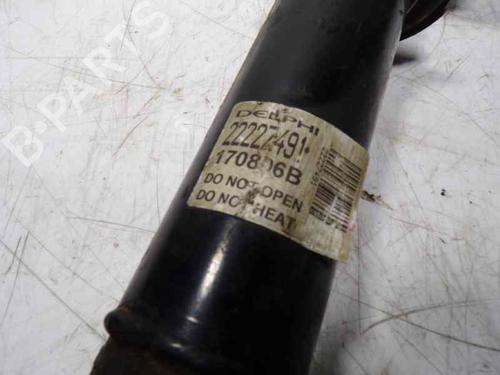 B-PARTS
DELPHI
22227491
170806B
DO NOT OPEN
DO NOT HEAT